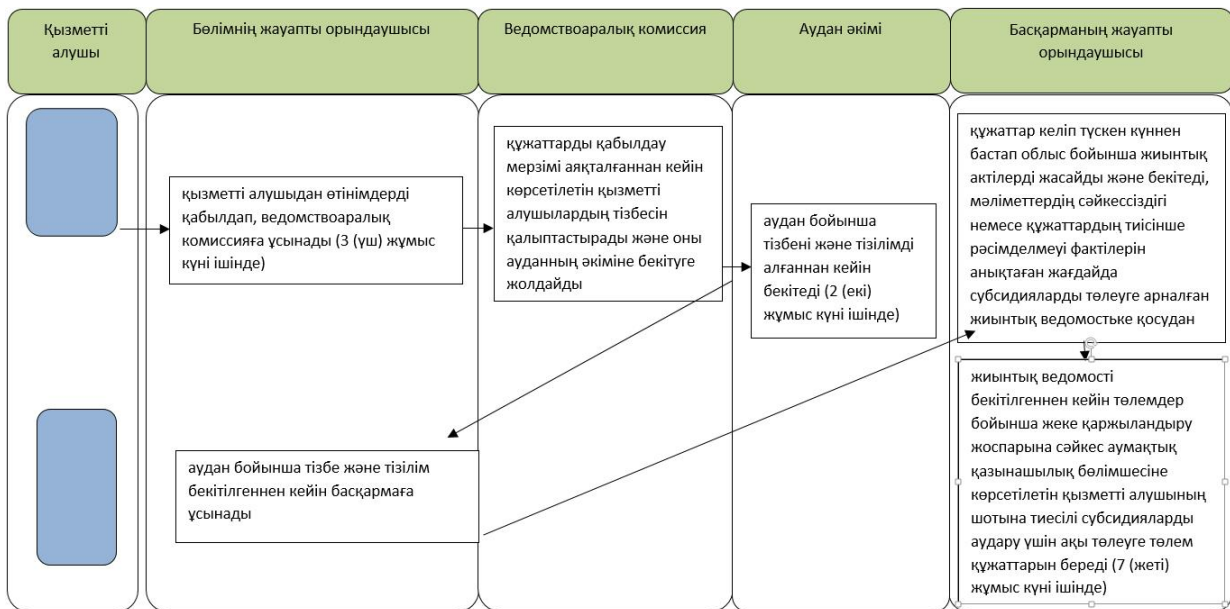 Қызметті
алушы
Бөлімнің жауапты орындаушысы
Ведомствоаралық комиссия
Аудан әкімі
Басқарманың жауапты
орындаушысы
қызметті алушыдан өтінімдерді
қабылдап, ведомствоаралық
комиссияға ұсынады (3 (үш) жұмыс
күні ішінде)
құжаттарды қабылдау
мерзімі аяқталғаннан кейін
көрсетілетін қызметті
алушылардың тізбесін
қалыптастырады және оны
ауданның әкіміне бекітуге
жолдайды
аудан бойынша
тізбені және тізілімді
алғаннан кейін
бекітеді (2 (екі)
жұмыс күні ішінде)
құжаттар келіп түскен күннен
бастап облыс бойынша жиынтық
актілерді жасайды және бекітеді,
мәліметтердің сәйкессіздігі
немесе құжаттардың тиісінше
рәсімделмеуі фактілерін
анықтаған жағдайда
субсидияларды төлеуге арналған
жиынтық ведомостьке қосудан
аудан бойынша тізбе және тізілім
бекітілгеннен кейін басқармаға
ұсынады
жиынтық ведомості
бекітілгеннен кейін төлемдер
бойынша жеке қаржыландыру
жоспарына сәйкес аумақтық
қазынашылық бөлімшесіне
көрсетілетін қызметті алушының
шотына тиесілі субсидияларды
аудару үшін ақы төлеуге төлем
құжаттарын береді (7 (жеті)
жұмыс күні ішінде)